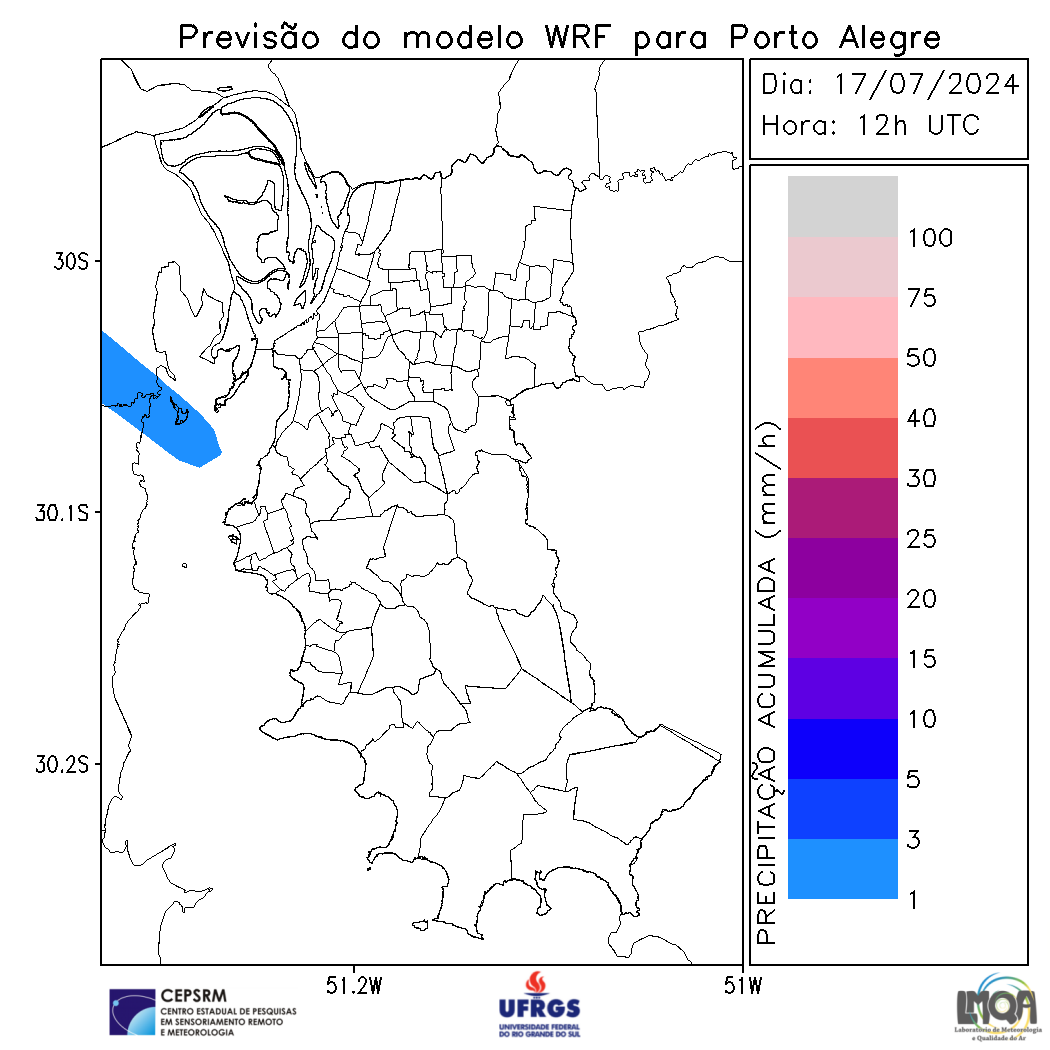 Previsão do modelo WRF para Porto Alegre
Dia: 17/07/2024
Hora: 12h UTC
100
75
50
40
30
25
20
15
10
5
3
1
PRECIPITAÇÃO ACUMULADA (mm/h)
30S
30.1S
30.2S
51.2W
51W
CEPSRM
CENTRO ESTADUAL DE PESQUISAS
EM SENSORIAMENTO REMOTO
E METEOROLOGIA
UFRGS
UNIVERSIDADE FEDERAL
DO RIO GRANDE DO SUL
LMQA
Laboratório de Meteorologia
e Qualidade do Ar